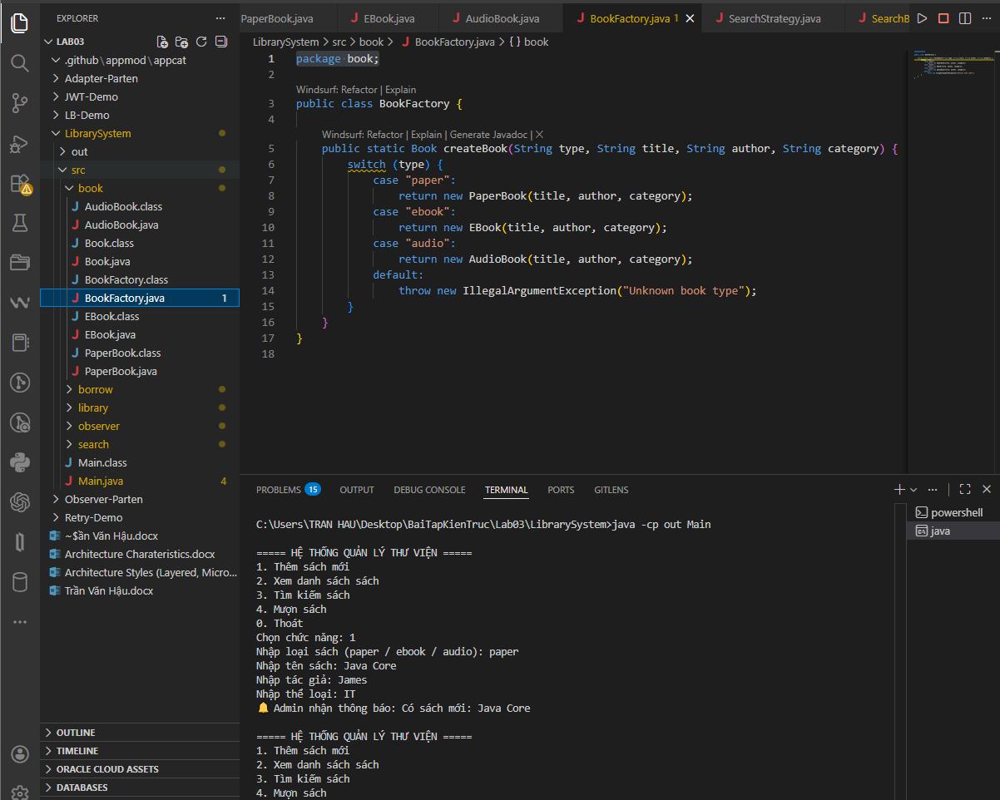 EXPLORER
LAB03
.github\appmod\appcat
Adapter-Parten
JWT-Demo
LB-Demo
LibrarySystem
out
src
book
AudioBook.class
AudioBook.java
Book.class
Book.java
BookFactory.class
BookFactory.java 1
EBook.class
EBook.java
PaperBook.class
PaperBook.java
borrow
library
observer
search
Main.class
Main.java 4
Observer-Parten
Retry-Demo
~$ần Văn Hậu.docx
Architecture Charateristics.docx
Architecture Styles (Layered, Micro...
Trần Văn Hậu.docx
OUTLINE
TIMELINE
ORACLE CLOUD ASSETS
DATABASES
PaperBook.java EBook.java AudioBook.java BookFactory.java 1 SearchStrategy.java SearchB
LibrarySystem > src > book > BookFactory.java > {} book
1 package book;
2
Windsurf: Refactor | Explain
3 public class BookFactory {
4
Windsurf: Refactor | Explain | Generate Javadoc | X
5 public static Book createBook(String type, String title, String author, String category) {
6 switch (type) {
7 case "paper":
8 return new PaperBook(title, author, category);
9 case "ebook":
10 return new EBook(title, author, category);
11 case "audio":
12 return new AudioBook(title, author, category);
13 default:
14 throw new IllegalArgumentException("Unknown book type");
15 }
16 }
17 }
18
PROBLEMS 15 OUTPUT DEBUG CONSOLE TERMINAL PORTS GITLENS
powershell
java
C:\Users\TRAN HAU\Desktop\BaiTapKienTruc\Lab03\LibrarySystem>java -cp out Main
===== HỆ THỐNG QUẢN LÝ THƯ VIỆN =====
1. Thêm sách mới
2. Xem danh sách sách
3. Tìm kiếm sách
4. Mượn sách
0. Thoát
Chọn chức năng: 1
Nhập loại sách (paper / ebook / audio): paper
Nhập tên sách: Java Core
Nhập tác giả: James
Nhập thể loại: IT
🔔 Admin nhận thông báo: Có sách mới: Java Core
===== HỆ THỐNG QUẢN LÝ THƯ VIỆN =====
1. Thêm sách mới
2. Xem danh sách sách
3. Tìm kiếm sách
4. Mượn sách